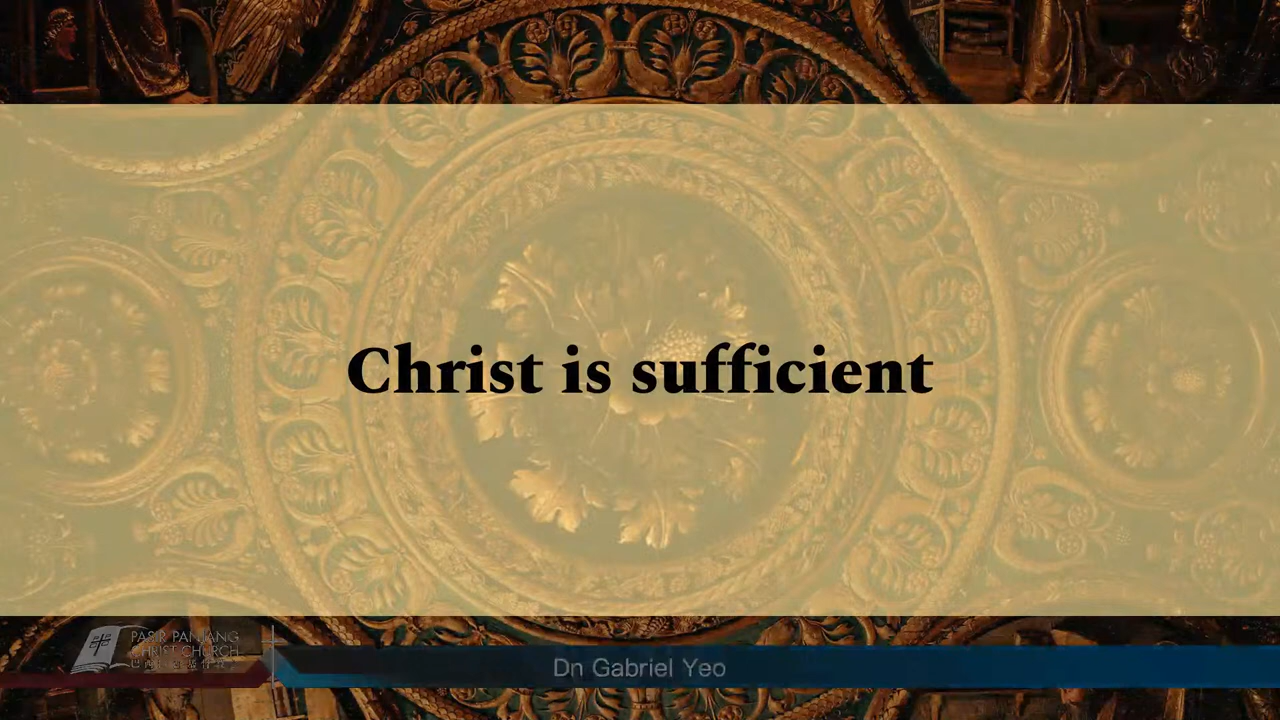 Christ is sufficient
PASIR PANJANG
CHRIST CHURCH
Dn Gabriel Yeo